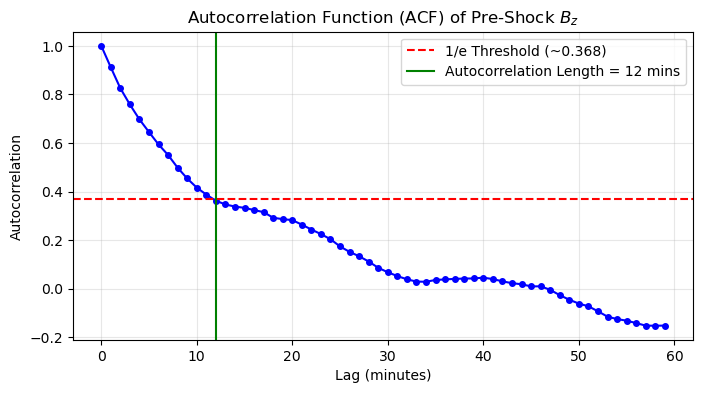 Autocorrelation Function (ACF) of Pre-Shock $B_z$
1/e Threshold (~0.368)
Autocorrelation Length = 12 mins
Autocorrelation
1.0
0.8
0.6
0.4
0.2
0.0
−0.2
0 10 20 30 40 50 60
Lag (minutes)